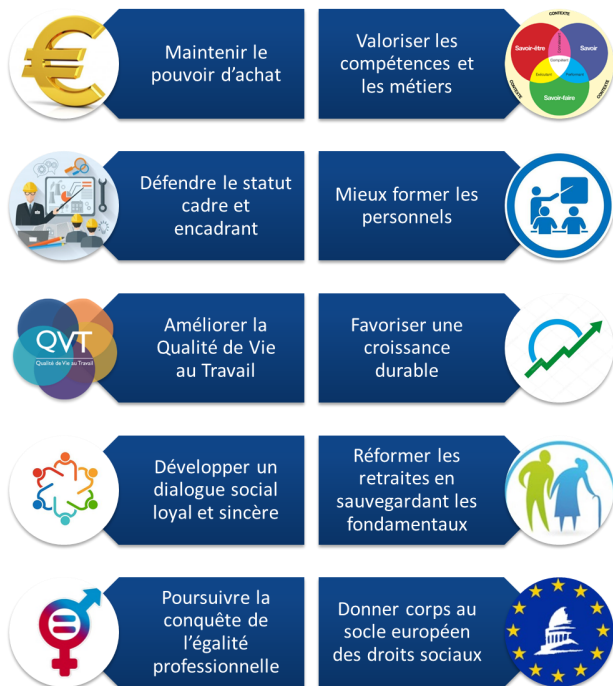 Maintenir le
pouvoir d'achat
Valoriser les
compétences et
les métiers
CONTEXTE
Savoir-être
Savoir
Compétent
Savoir-faire
CONTEXTE
CONTEXTE
Défendre le statut
cadre et
encadrant
Mieux former les
personnels
QVT
Qualité de Vie au Travail
Améliorer la
Qualité de Vie
au Travail
Favoriser une
croissance
durable
Développer un
dialogue social
loyal et sincère
Réformer les
retraites en
sauvegardant les
fondamentaux
Poursuivre la
conquête de
l'égalité
professionnelle
Donner corps au
socle européen
des droits sociaux